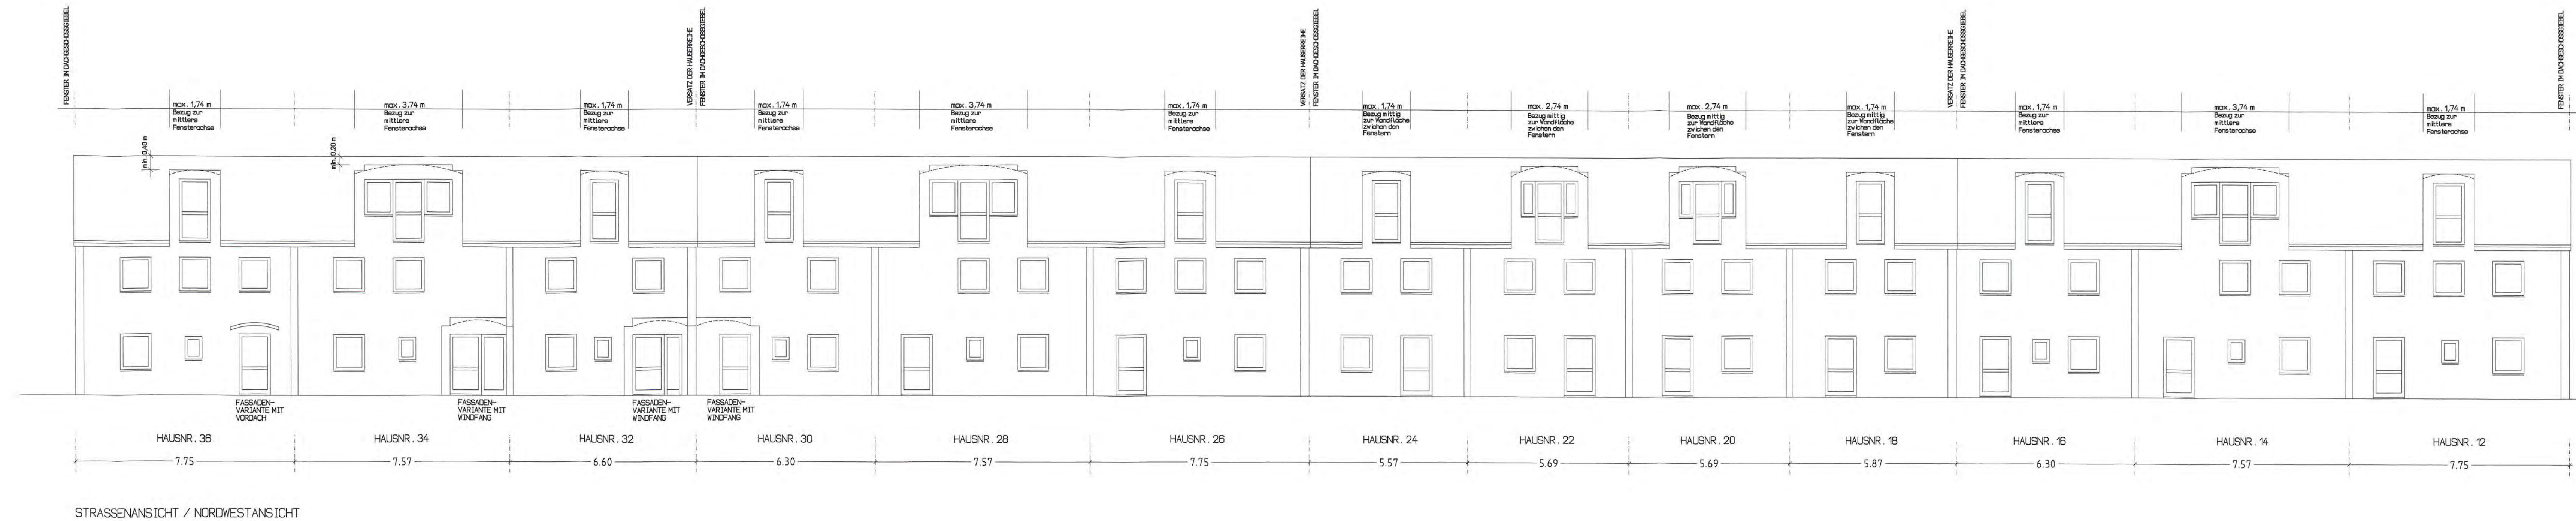 FENSTER IM DACHGESCHOSSGIEBEL
VERSATZ DER HAUSERREIHE
FENSTER IM DACHGESCHOSSGIEBEL
VERSATZ DER HAUSERREIHE
FENSTER IM DACHGESCHOSSGIEBEL
VERSATZ DER HAUSERREIHE
FENSTER IM DACHGESCHOSSGIEBEL
FENSTER IM DACHGESCHOSSGIEBEL
max. 1,74 m
Bezug zur
mittlere
Fensterachse
max. 3,74 m
Bezug zur
mittlere
Fensterachse
max. 1,74 m
Bezug zur
mittlere
Fensterachse
max. 1,74 m
Bezug zur
mittlere
Fensterachse
max. 3,74 m
Bezug zur
mittlere
Fensterachse
max. 1,74 m
Bezug zur
mittlere
Fensterachse
max. 1,74 m
Bezug mittig
zur Wandfläche
zwichen den
Fenstern
max. 2,74 m
Bezug mittig
zur Wandfläche
zwichen den
Fenstern
max. 2,74 m
Bezug mittig
zur Wandfläche
zwichen den
Fenstern
max. 1,74 m
Bezug mittig
zur Wandfläche
zwichen den
Fenstern
max. 1,74 m
Bezug zur
mittlere
Fensterachse
max. 3,74 m
Bezug zur
mittlere
Fensterachse
max. 1,74 m
Bezug zur
mittlere
Fensterachse
min. 0,40 m
min. 0,20 m
FASSADEN-
VARIANTE MIT
VORDACH
FASSADEN-
VARIANTE MIT
WINDFANG
FASSADEN-
VARIANTE MIT
WINDFANG
FASSADEN-
VARIANTE MIT
WINDFANG
HAUSNR. 36
HAUSNR. 34
HAUSNR. 32
HAUSNR. 30
HAUSNR. 28
HAUSNR. 26
HAUSNR. 24
HAUSNR. 22
HAUSNR. 20
HAUSNR. 18
HAUSNR. 16
HAUSNR. 14
HAUSNR. 12
7.75
7.57
6.60
6.30
7.57
7.75
5.57
5.69
5.69
5.87
6.30
7.57
7.75
STRASSENANSICHT / NORDWESTANSICHT